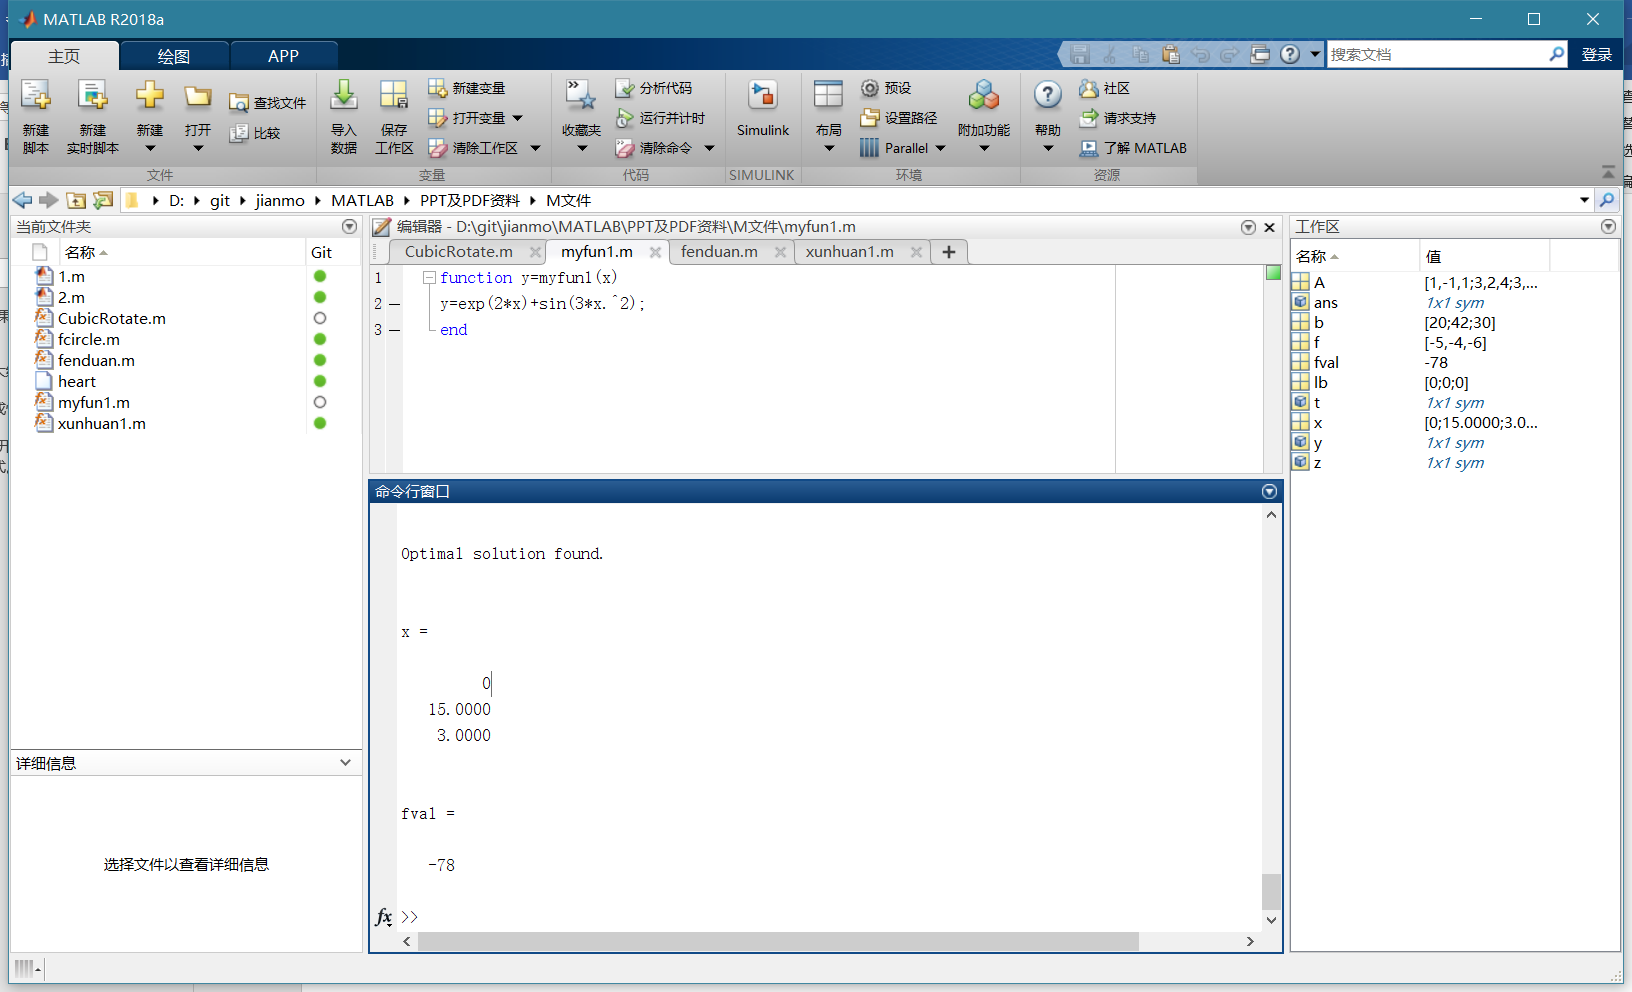 MATLAB R2018a
主页 绘图 APP
搜索文档 登录
新建脚本 新建实时脚本 新建 打开 查找文件 比较
导入数据 保存工作区 新建变量 打开变量 清除工作区
收藏夹 分析代码 运行并计时 清除命令
Simulink
布局 预设 设置路径 Parallel 附加功能
帮助 社区 请求支持 了解 MATLAB
文件 变量 代码 SIMULINK 环境 资源
D: git jianmo MATLAB PPT及PDF资料 M文件
当前文件夹
名称 Git
1.m
2.m
CubicRotate.m
fcircle.m
fenduan.m
heart
myfun1.m
xunhuan1.m
详细信息
选择文件以查看详细信息
编辑器 - D:\git\jianmo\MATLAB\PPT及PDF资料\M文件\myfun1.m
CubicRotate.m myfun1.m fenduan.m xunhuan1.m
1 function y=myfun1(x)
2 y=exp(2*x)+sin(3*x.^2);
3 end
命令行窗口
Optimal solution found.
x =
0
15.0000
3.0000
fval =
-78
fx >>
工作区
名称 值
A [1,-1,1;3,2,4;3,...
ans 1x1 sym
b [20;42;30]
f [-5,-4,-6]
fval -78
lb [0;0;0]
t 1x1 sym
x [0;15.0000;3.0...
y 1x1 sym
z 1x1 sym